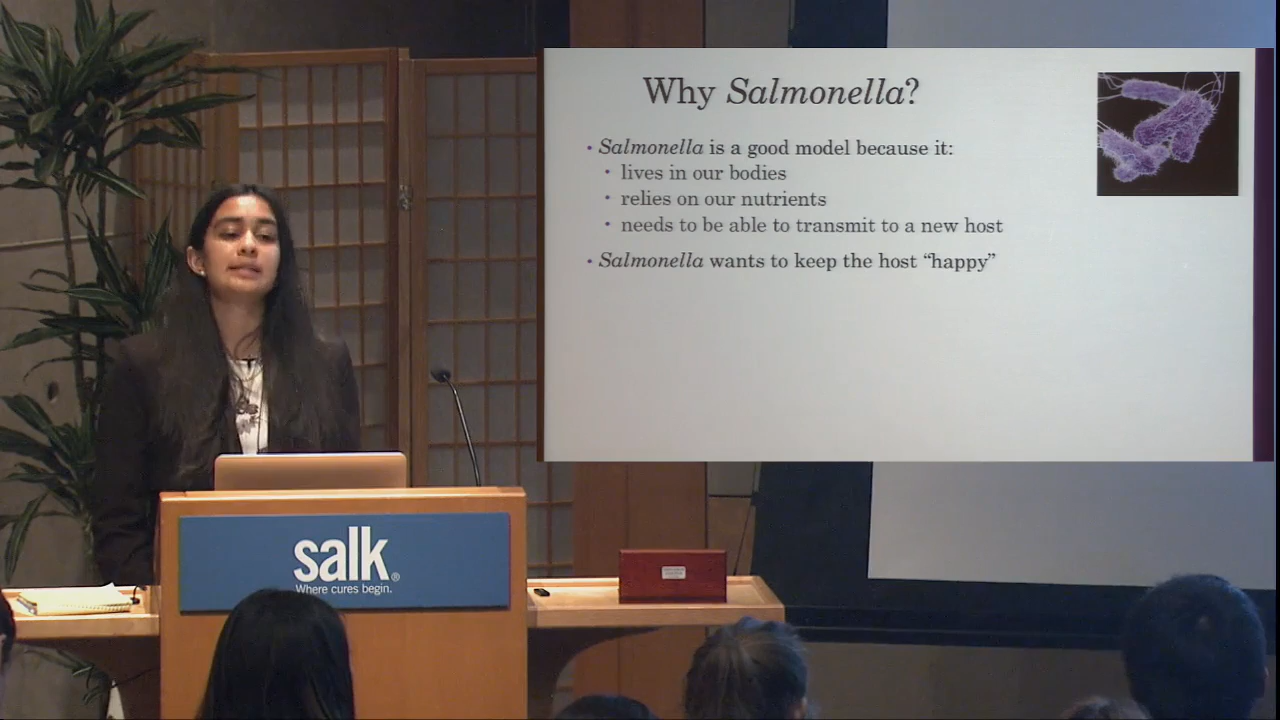 Why Salmonella?
• Salmonella is a good model because it:
• lives in our bodies
• relies on our nutrients
• needs to be able to transmit to a new host
• Salmonella wants to keep the host “happy”
salk®
Where cures begin.